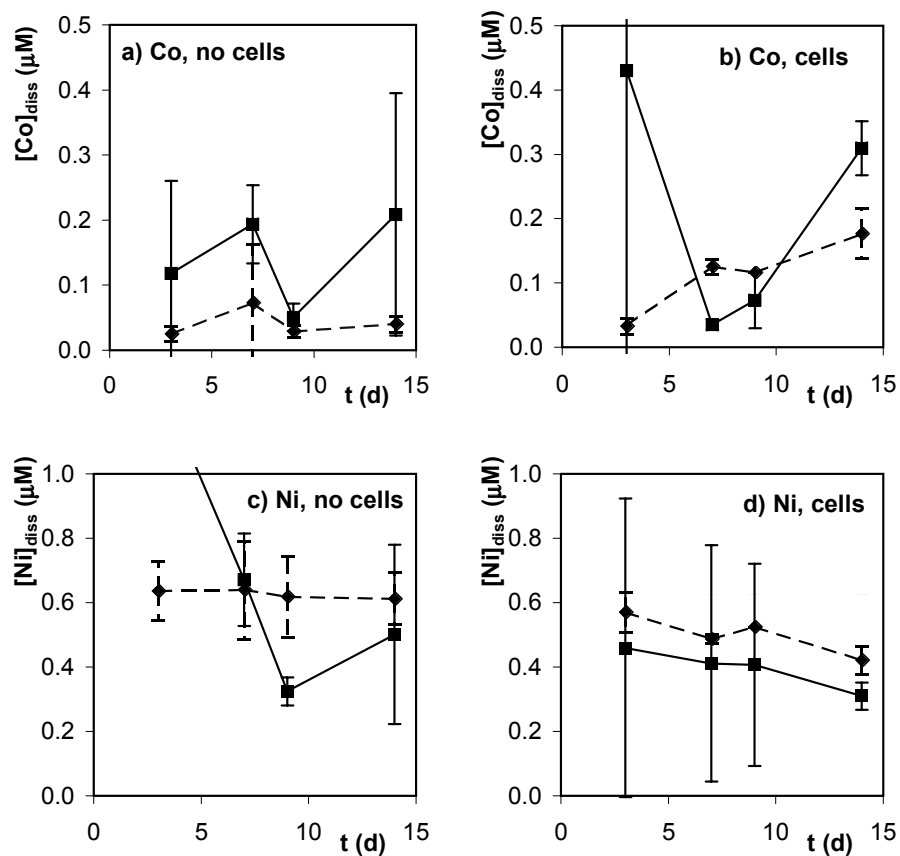 a) Co, no cells
[Co]diss (µM)
0.5
0.4
0.3
0.2
0.1
0.0
0 5 10 15
t (d)
b) Co, cells
[Co]diss (µM)
0.5
0.4
0.3
0.2
0.1
0.0
0 5 10 15
t (d)
c) Ni, no cells
[Ni]diss (µM)
1.0
0.8
0.6
0.4
0.2
0.0
0 5 10 15
t (d)
d) Ni, cells
[Ni]diss (µM)
1.0
0.8
0.6
0.4
0.2
0.0
0 5 10 15
t (d)